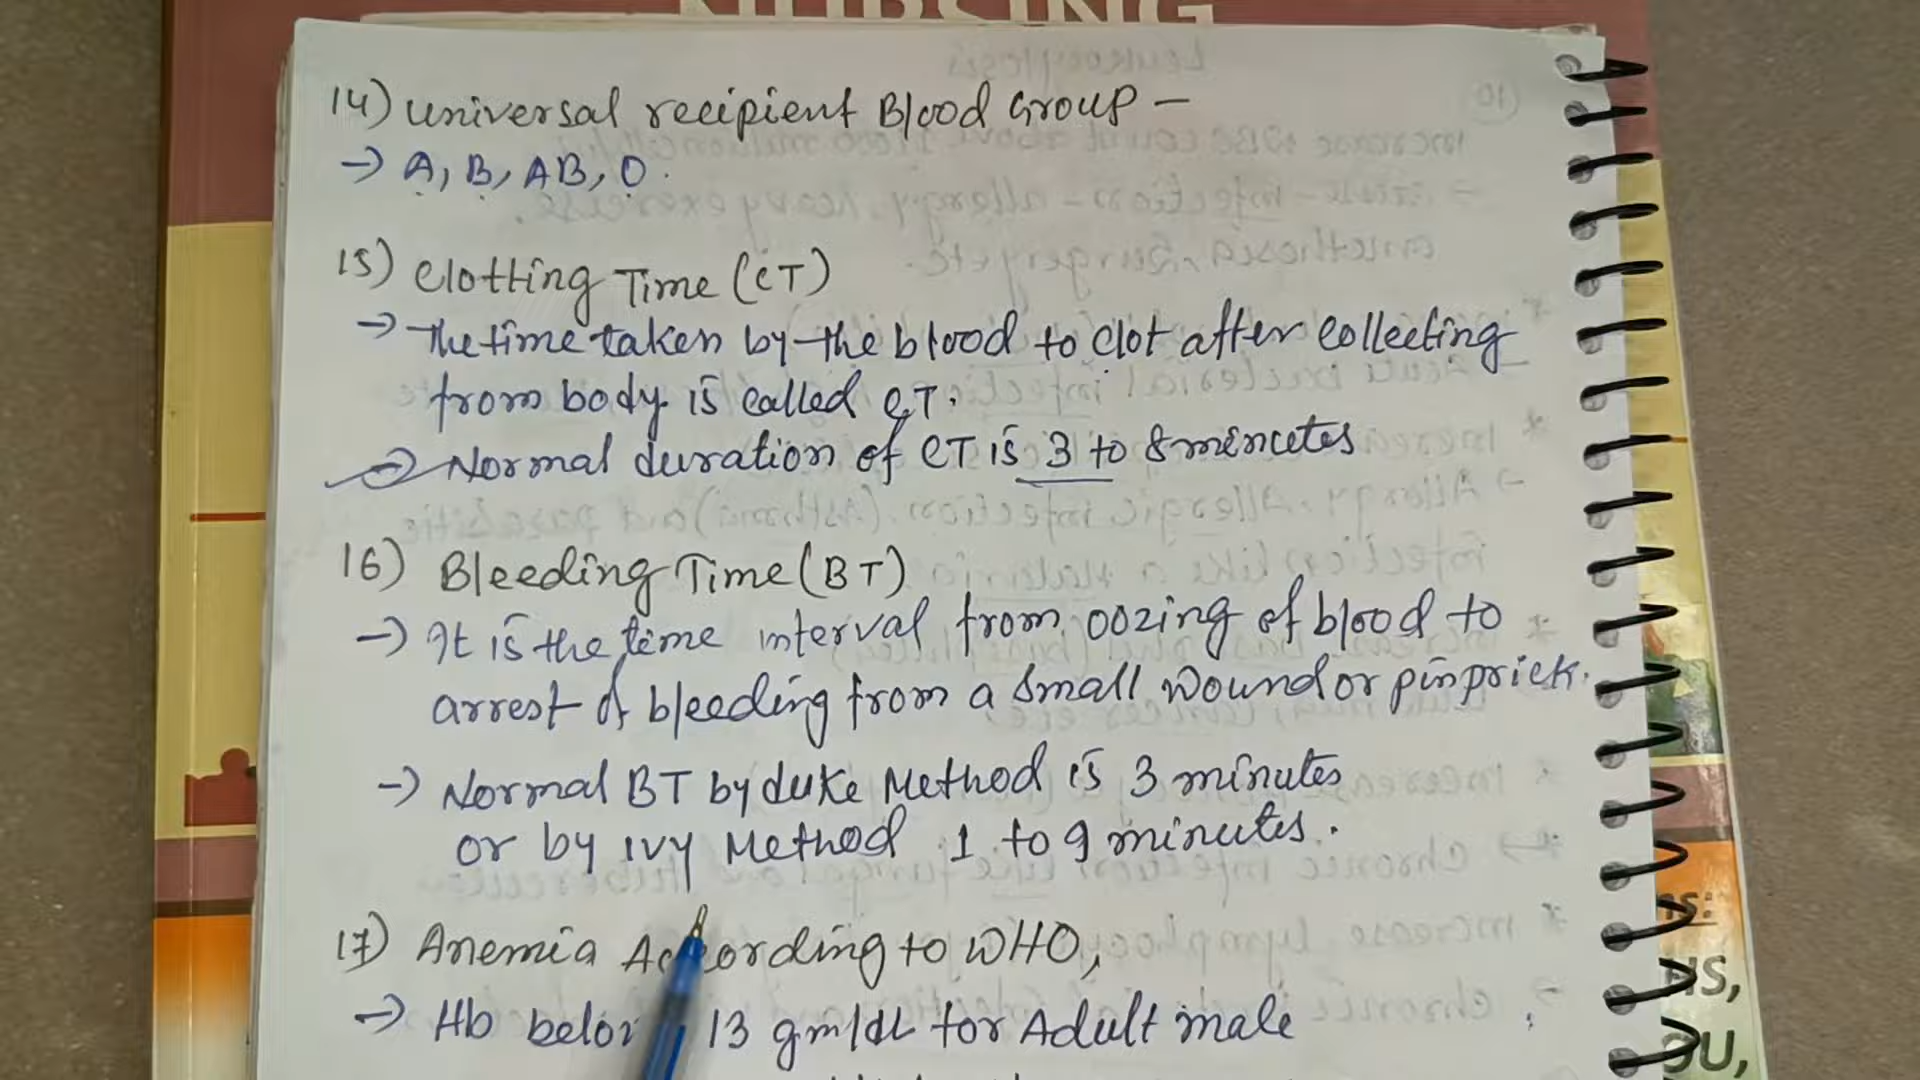 NURSING
14) Universal recipient Blood Group –
→ A, B, AB, O.
15) Clotting Time (CT)
→ The time taken by the blood to clot after collecting
from body is called CT.
→ Normal duration of CT is 3 to 8 minutes
16) Bleeding Time (BT)
→ It is the time interval from oozing of blood to
arrest of bleeding from a small wound or pin prick.
→ Normal BT by duke Method is 3 minutes
or by IVY Method 1 to 9 minutes.
17) Anemia According to WHO,
→ Hb below 13 gm/dL for Adult male